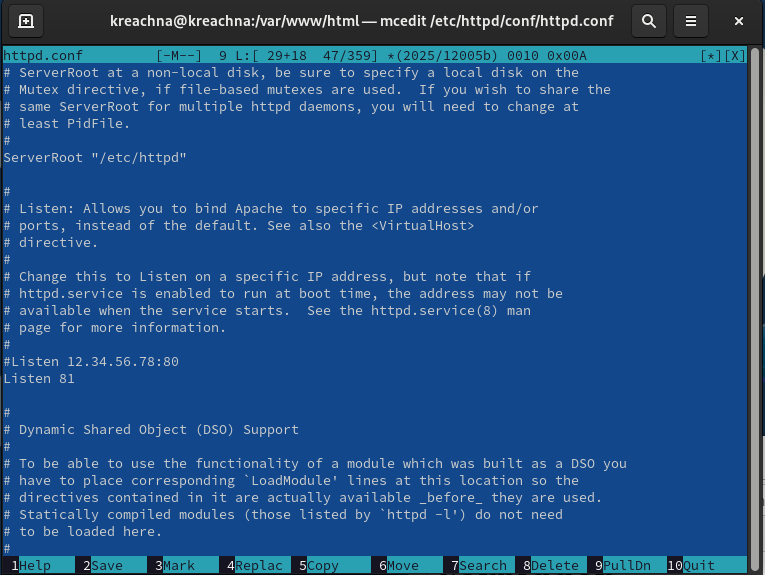 kreachna@kreachna:/var/www/html — mcedit /etc/httpd/conf/httpd.conf
httpd.conf [-M--] 9 L:[ 29+18 47/359] *(2025/12005b) 0010 0x00A [*][X]
# ServerRoot at a non-local disk, be sure to specify a local disk on the
# Mutex directive, if file-based mutexes are used.  If you wish to share the
# same ServerRoot for multiple httpd daemons, you will need to change at
# least PidFile.
#
ServerRoot "/etc/httpd"
#
# Listen: Allows you to bind Apache to specific IP addresses and/or
# ports, instead of the default. See also the <VirtualHost>
# directive.
#
# Change this to Listen on a specific IP address, but note that if
# httpd.service is enabled to run at boot time, the address may not be
# available when the service starts.  See the httpd.service(8) man
# page for more information.
#
#Listen 12.34.56.78:80
Listen 81
#
# Dynamic Shared Object (DSO) Support
#
# To be able to use the functionality of a module which was built as a DSO you
# have to place corresponding `LoadModule' lines at this location so the
# directives contained in it are actually available _before_ they are used.
# Statically compiled modules (those listed by `httpd -l') do not need
# to be loaded here.
#
1Help 2Save 3Mark 4Replac 5Copy 6Move 7Search 8Delete 9PullDn 10Quit